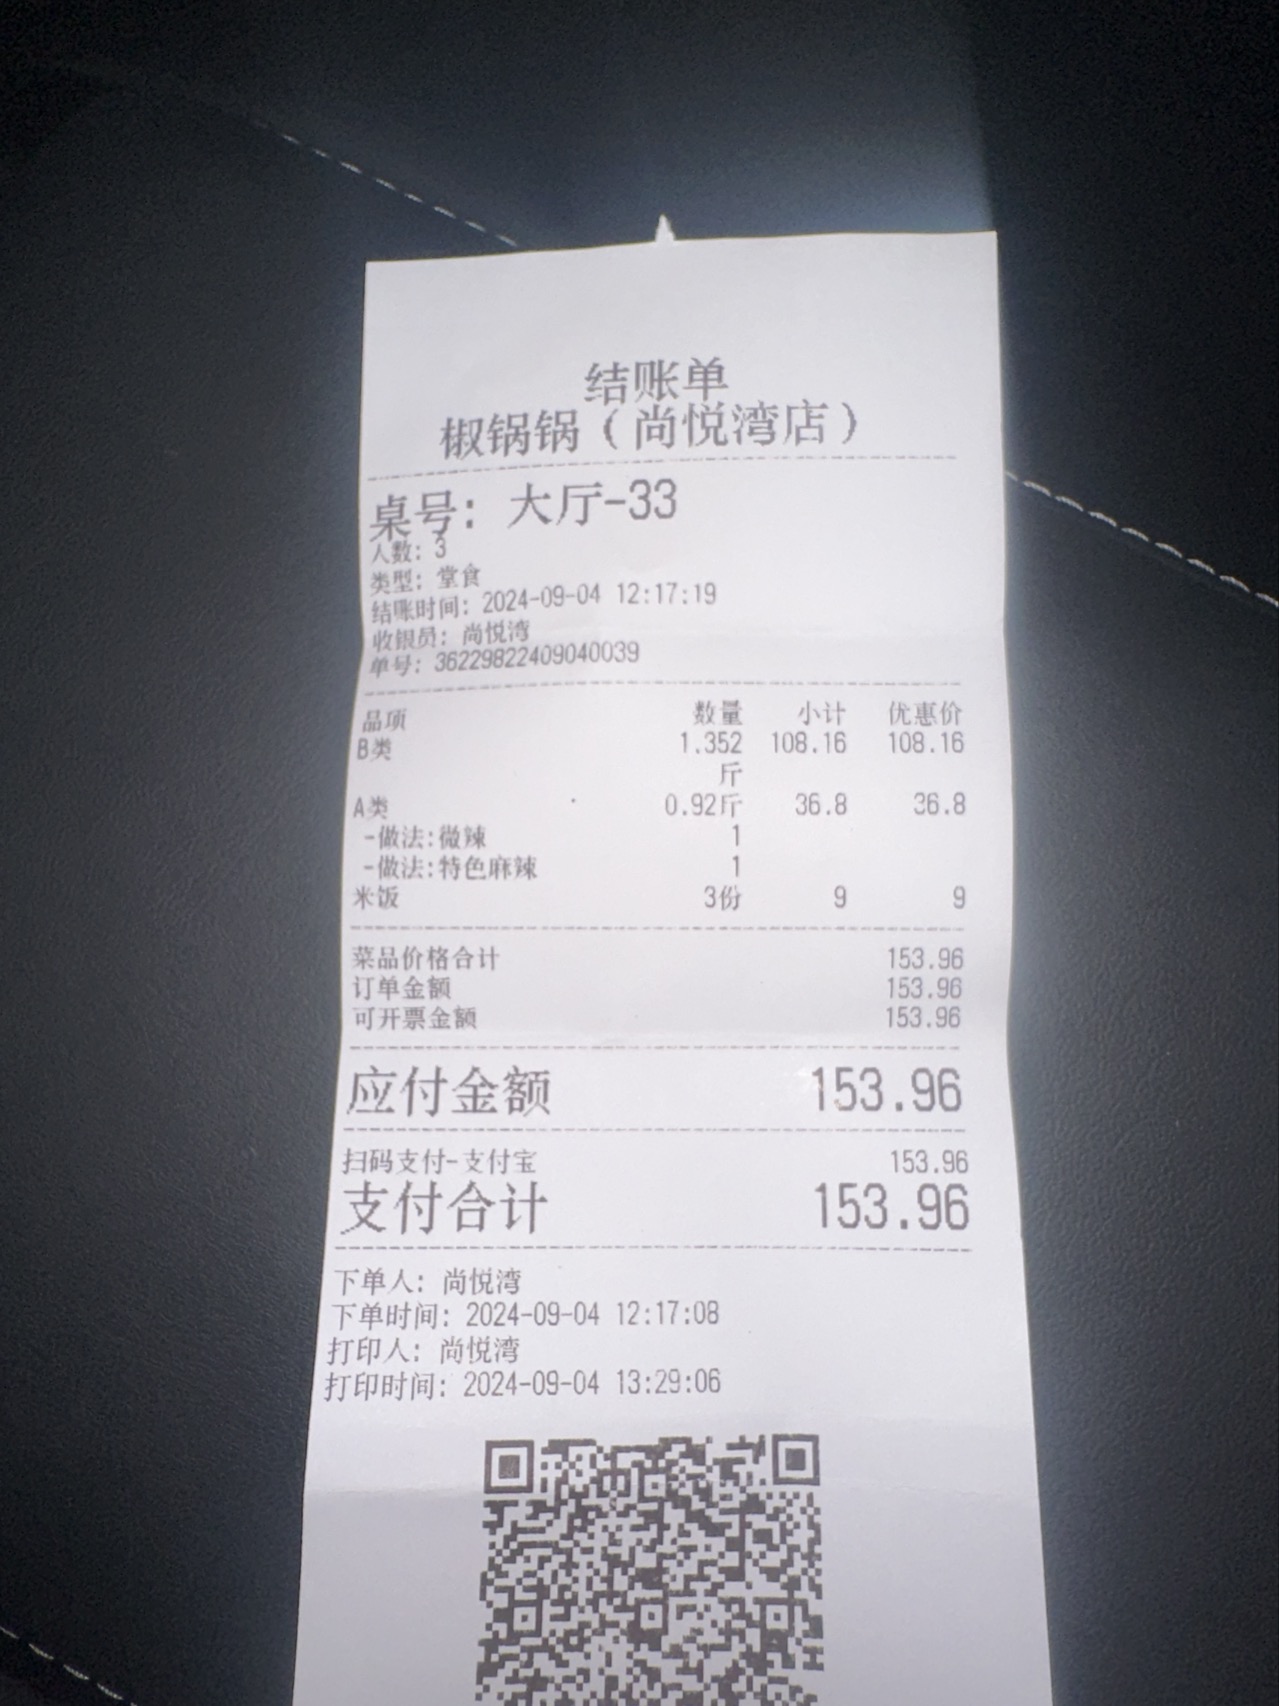 结账单
椒锅锅（尚悦湾店）
桌号：大厅-33
人数：3
类型：堂食
结账时间：2024-09-04 12:17:19
收银员：尚悦湾
单号：36229822409040039
品项 数量 小计 优惠价
B类 1.352 108.16 108.16
斤
A类 0.92斤 36.8 36.8
-做法:微辣 1
-做法:特色麻辣 1
米饭 3份 9 9
菜品价格合计 153.96
订单金额 153.96
可开票金额 153.96
应付金额 153.96
扫码支付-支付宝 153.96
支付合计 153.96
下单人：尚悦湾
下单时间：2024-09-04 12:17:08
打印人：尚悦湾
打印时间：2024-09-04 13:29:06